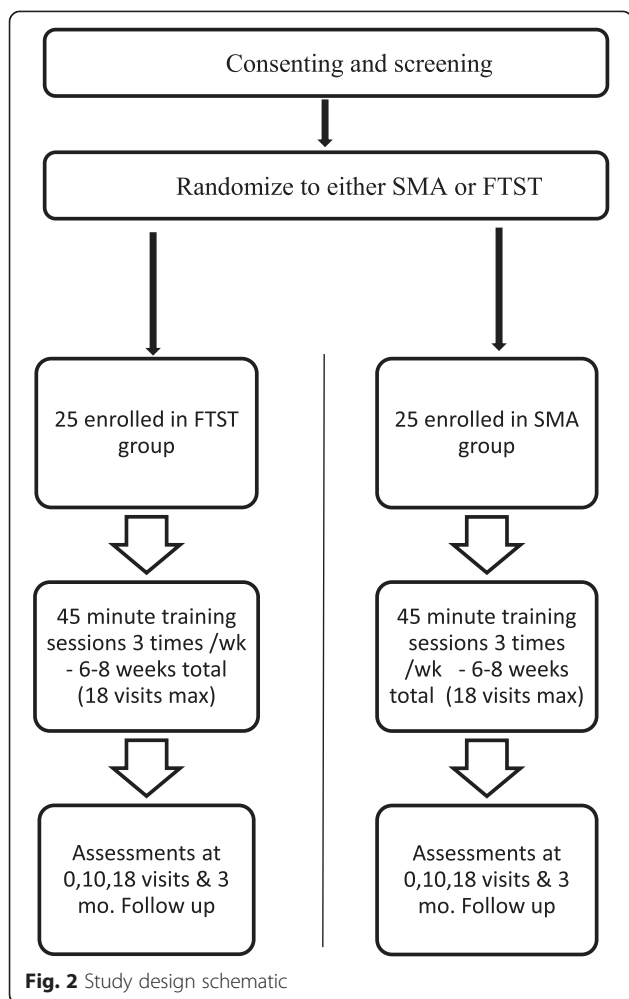 Consenting and screening
Randomize to either SMA or FTST
25 enrolled in FTST
group
25 enrolled in SMA
group
45 minute training
sessions 3 times /wk
- 6-8 weeks total
(18 visits max)
45 minute training
sessions 3 times
/wk - 6-8 weeks
total (18 visits max)
Assessments at
0,10,18 visits & 3
mo. Follow up
Assessments at
0,10,18 visits & 3
mo. Follow up
Fig. 2 Study design schematic